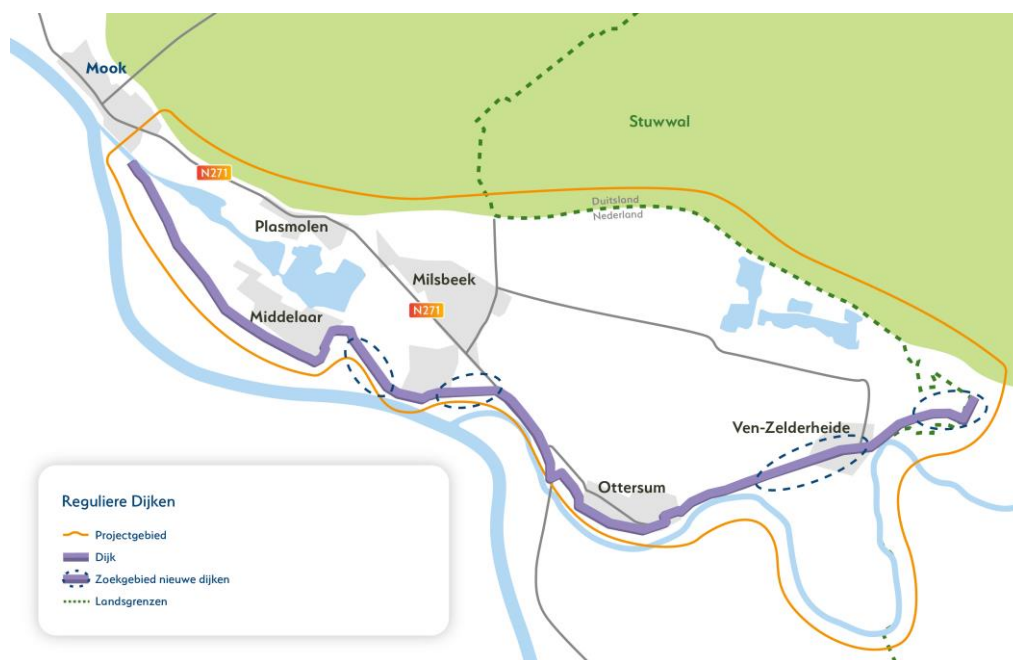 Mook
Stuwwal
N271
Duitsland
Nederland
Plasmolen
Milsbeek
N271
Middelaar
Ven-Zelderheide
Ottersum
Reguliere Dijken
Projectgebied
Dijk
Zoekgebied nieuwe dijken
Landsgrenzen